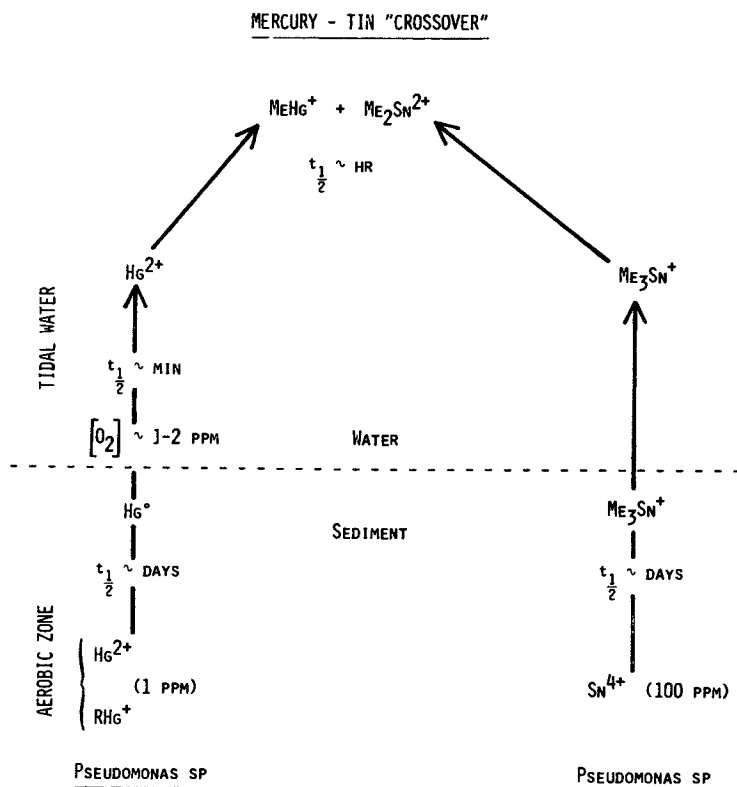 MERCURY - TIN "CROSSOVER"
MEHG⁺ + ME₂SN²⁺
t½ ~ HR
HG²⁺
ME₃SN⁺
TIDAL WATER
t½ ~ MIN
[O₂] ~ 1-2 PPM
WATER
HG°
ME₃SN⁺
SEDIMENT
t½ ~ DAYS
t½ ~ DAYS
AEROBIC ZONE
HG²⁺
(1 PPM)
RHG⁺
SN⁴⁺ (100 PPM)
PSEUDOMONAS SP
PSEUDOMONAS SP